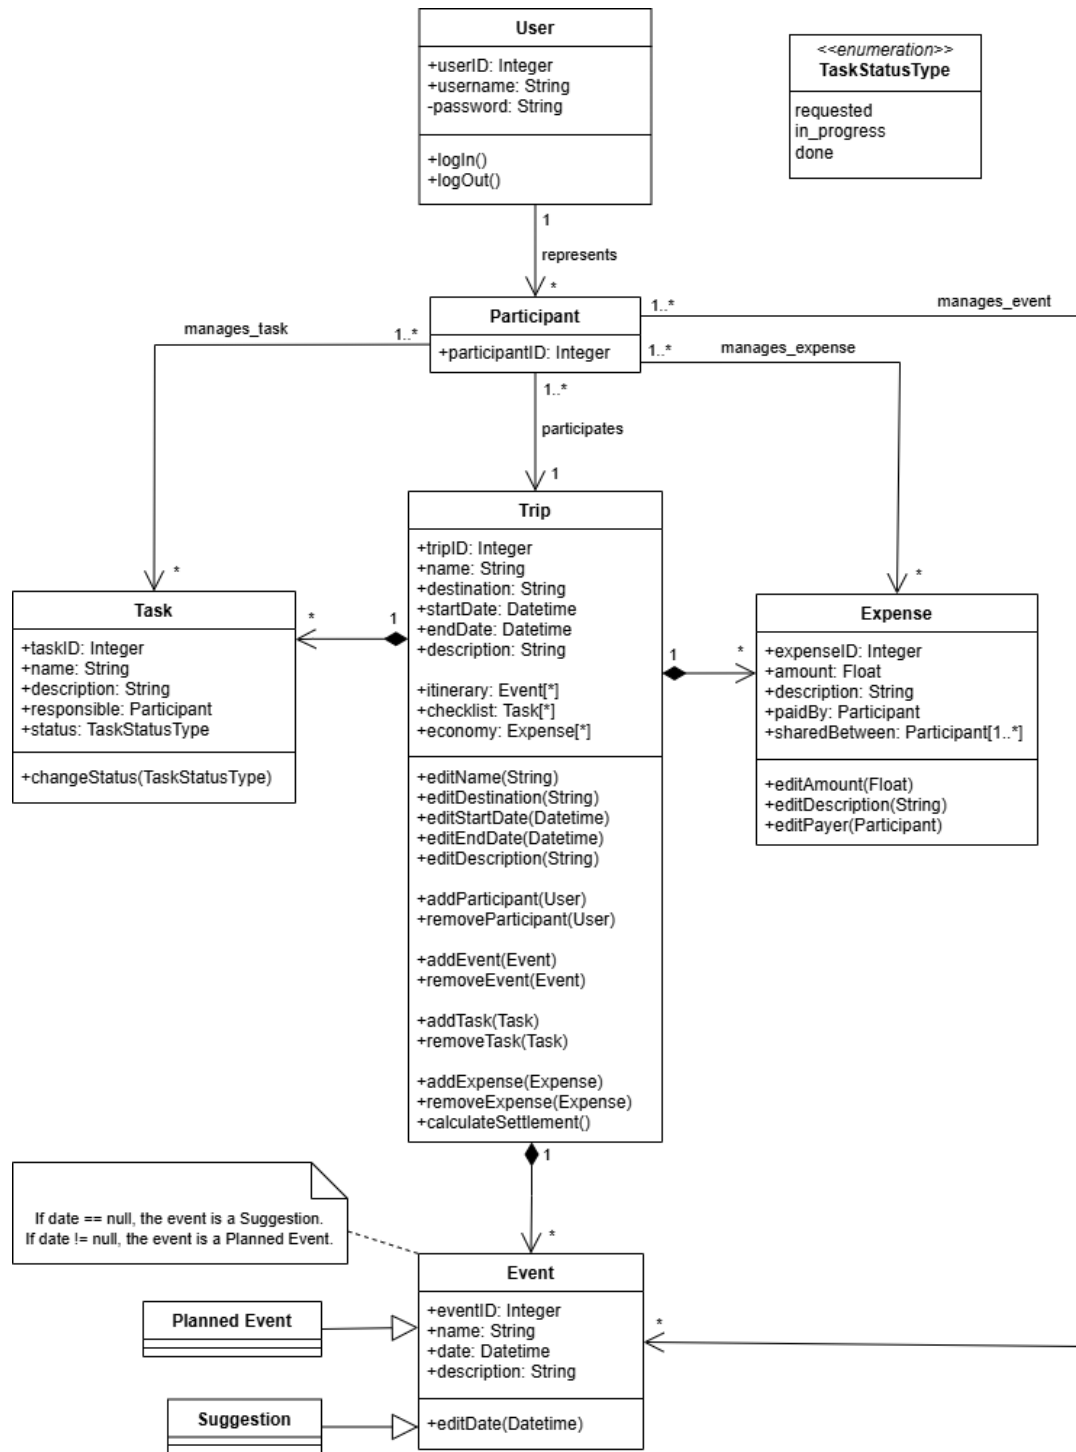 User
+userID: Integer
+username: String
-password: String
+logIn()
+logOut()
<<enumeration>>
TaskStatusType
requested
in_progress
done
1
represents
*
Participant
+participantID: Integer
1..*
manages_event
manages_task
1..*
1..*
manages_expense
1..*
participates
1
*
*
Trip
+tripID: Integer
+name: String
+destination: String
+startDate: Datetime
+endDate: Datetime
+description: String
+itinerary: Event[*]
+checklist: Task[*]
+economy: Expense[*]
+editName(String)
+editDestination(String)
+editStartDate(Datetime)
+editEndDate(Datetime)
+editDescription(String)
+addParticipant(User)
+removeParticipant(User)
+addEvent(Event)
+removeEvent(Event)
+addTask(Task)
+removeTask(Task)
+addExpense(Expense)
+removeExpense(Expense)
+calculateSettlement()
Task
+taskID: Integer
+name: String
+description: String
+responsible: Participant
+status: TaskStatusType
+changeStatus(TaskStatusType)
*
1
1
*
Expense
+expenseID: Integer
+amount: Float
+description: String
+paidBy: Participant
+sharedBetween: Participant[1..*]
+editAmount(Float)
+editDescription(String)
+editPayer(Participant)
1
*
If date == null, the event is a Suggestion.
If date != null, the event is a Planned Event.
Event
+eventID: Integer
+name: String
+date: Datetime
+description: String
+editDate(Datetime)
*
Planned Event
Suggestion